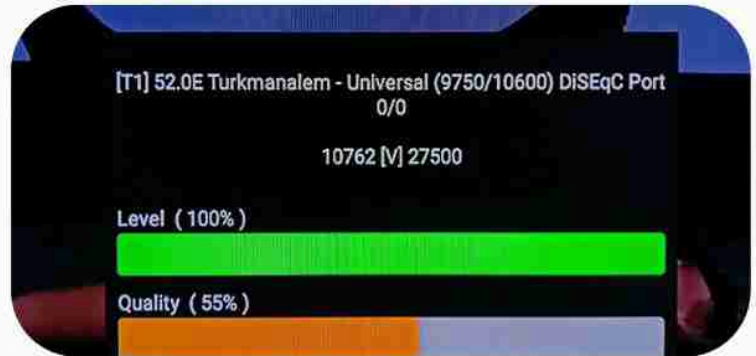 [T1] 52.0E Turkmanalem - Universal (9750/10600) DiSEqC Port
0/0
10762 [V] 27500
Level ( 100% )
Quality ( 55% )